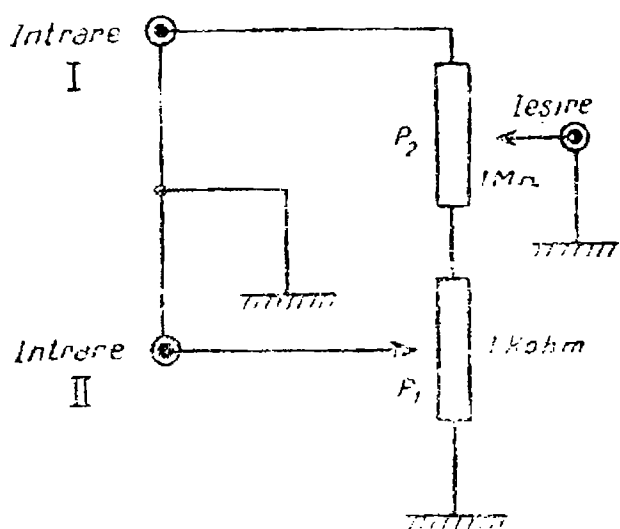 Intrare
I
Iesire
P2
1MΩ
Intrare
II
1Kohm
P1